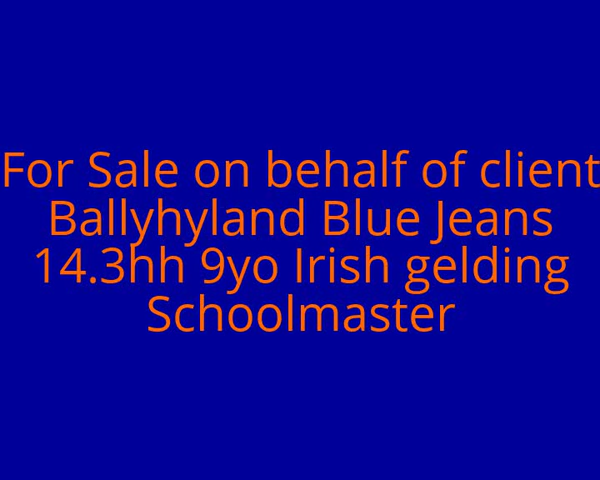 For Sale on behalf of client
Ballyhyland Blue Jeans
14.3hh 9yo Irish gelding
Schoolmaster